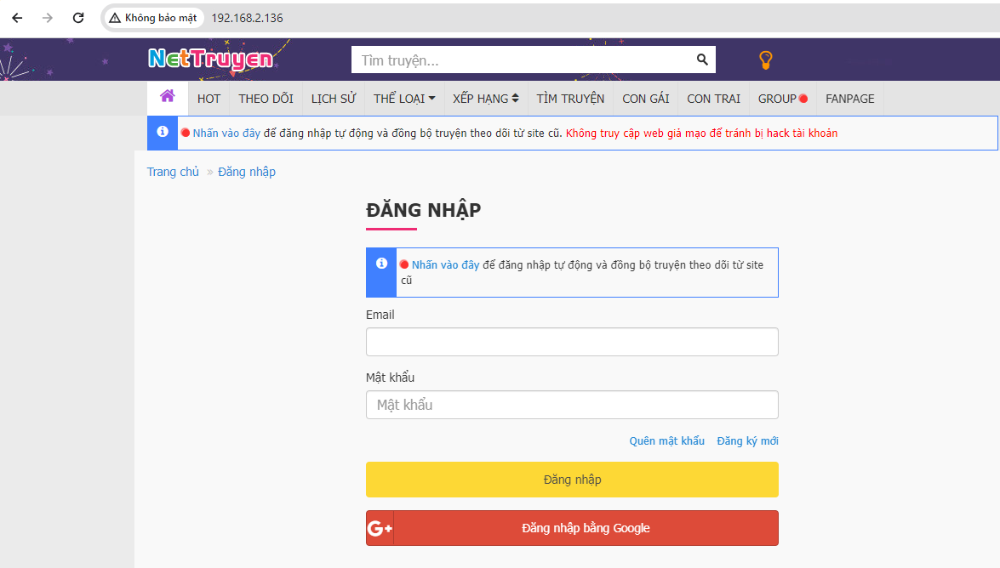 Không bảo mật 192.168.2.136
NetTruyen Tìm truyện...
HOT THEO DÕI LỊCH SỬ THỂ LOẠI XẾP HẠNG TÌM TRUYỆN CON GÁI CON TRAI GROUP FANPAGE
Nhấn vào đây để đăng nhập tự động và đồng bộ truyện theo dõi từ site cũ. Không truy cập web giả mạo để tránh bị hack tài khoản
Trang chủ » Đăng nhập
ĐĂNG NHẬP
Nhấn vào đây để đăng nhập tự động và đồng bộ truyện theo dõi từ site
cũ
Email
Mật khẩu
Mật khẩu
Quên mật khẩu Đăng ký mới
Đăng nhập
G+ Đăng nhập bằng Google